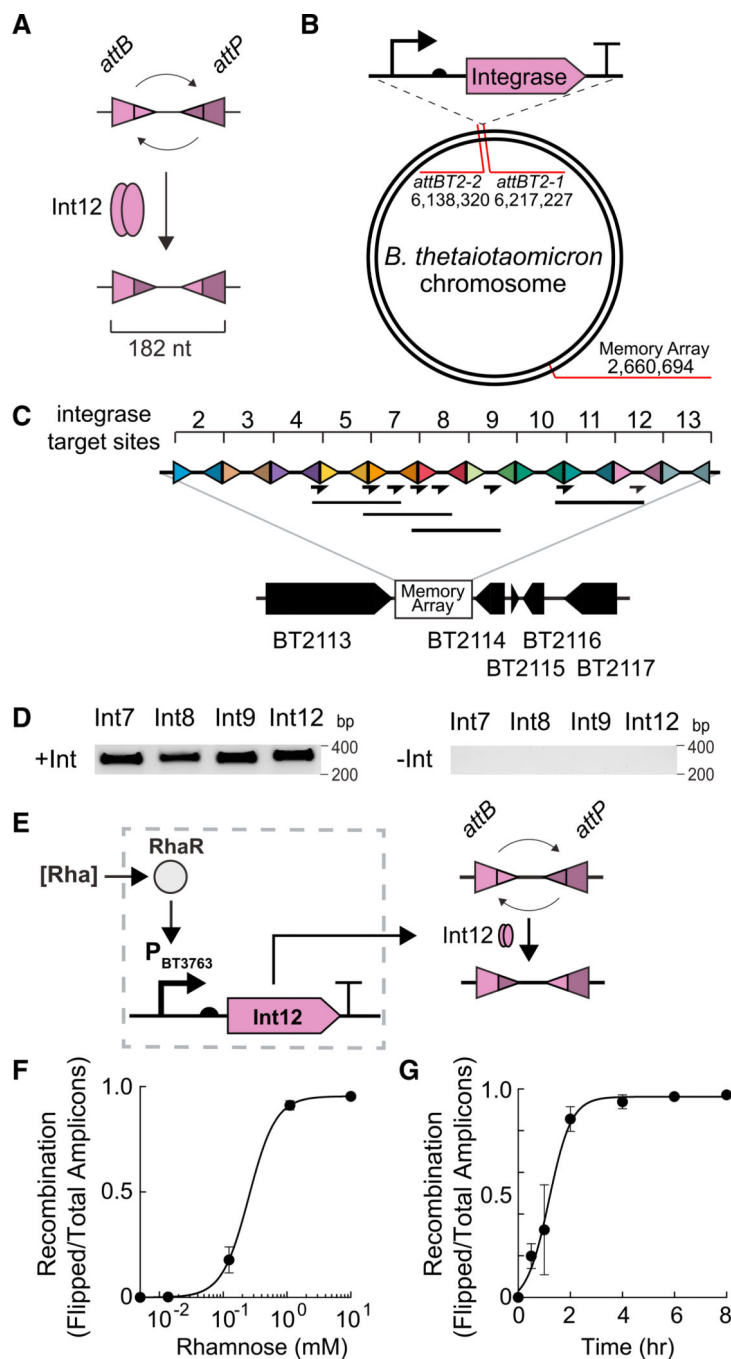 A
attB attP
Int12
182 nt
B
Integrase
attBT2-2 attBT2-1
6,138,320 6,217,227
B. thetaiotaomicron
chromosome
Memory Array
2,660,694
C
integrase
target sites
2 3 4 5 7 8 9 10 11 12 13
Memory
Array
BT2113 BT2114 BT2116
BT2115 BT2117
D
Int7 Int8 Int9 Int12 bp
+Int
400
200
Int7 Int8 Int9 Int12 bp
-Int
400
200
E
[Rha]
RhaR
PBT3763
Int12
attB attP
Int12
F
Recombination
(Flipped/Total Amplicons)
1.0
0.5
0
10-2 10-1 100 101
Rhamnose (mM)
G
Recombination
(Flipped/Total Amplicons)
1.0
0.5
0
0 2 4 6 8
Time (hr)